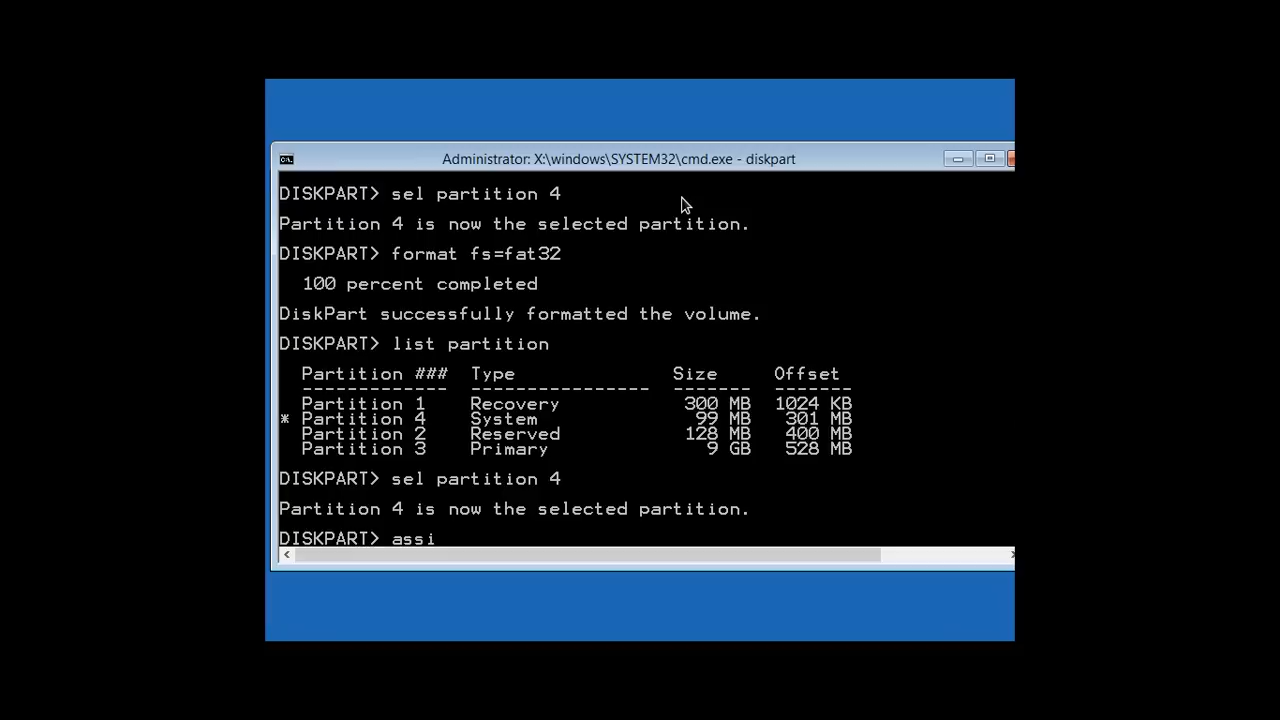 Administrator: X:\windows\SYSTEM32\cmd.exe - diskpart
DISKPART> sel partition 4
Partition 4 is now the selected partition.
DISKPART> format fs=fat32
100 percent completed
DiskPart successfully formatted the volume.
DISKPART> list partition
Partition ### Type Size Offset
------------- ---------------- ------- -------
Partition 1 Recovery 300 MB 1024 KB
* Partition 4 System 99 MB 301 MB
Partition 2 Reserved 128 MB 400 MB
Partition 3 Primary 9 GB 528 MB
DISKPART> sel partition 4
Partition 4 is now the selected partition.
DISKPART> assi